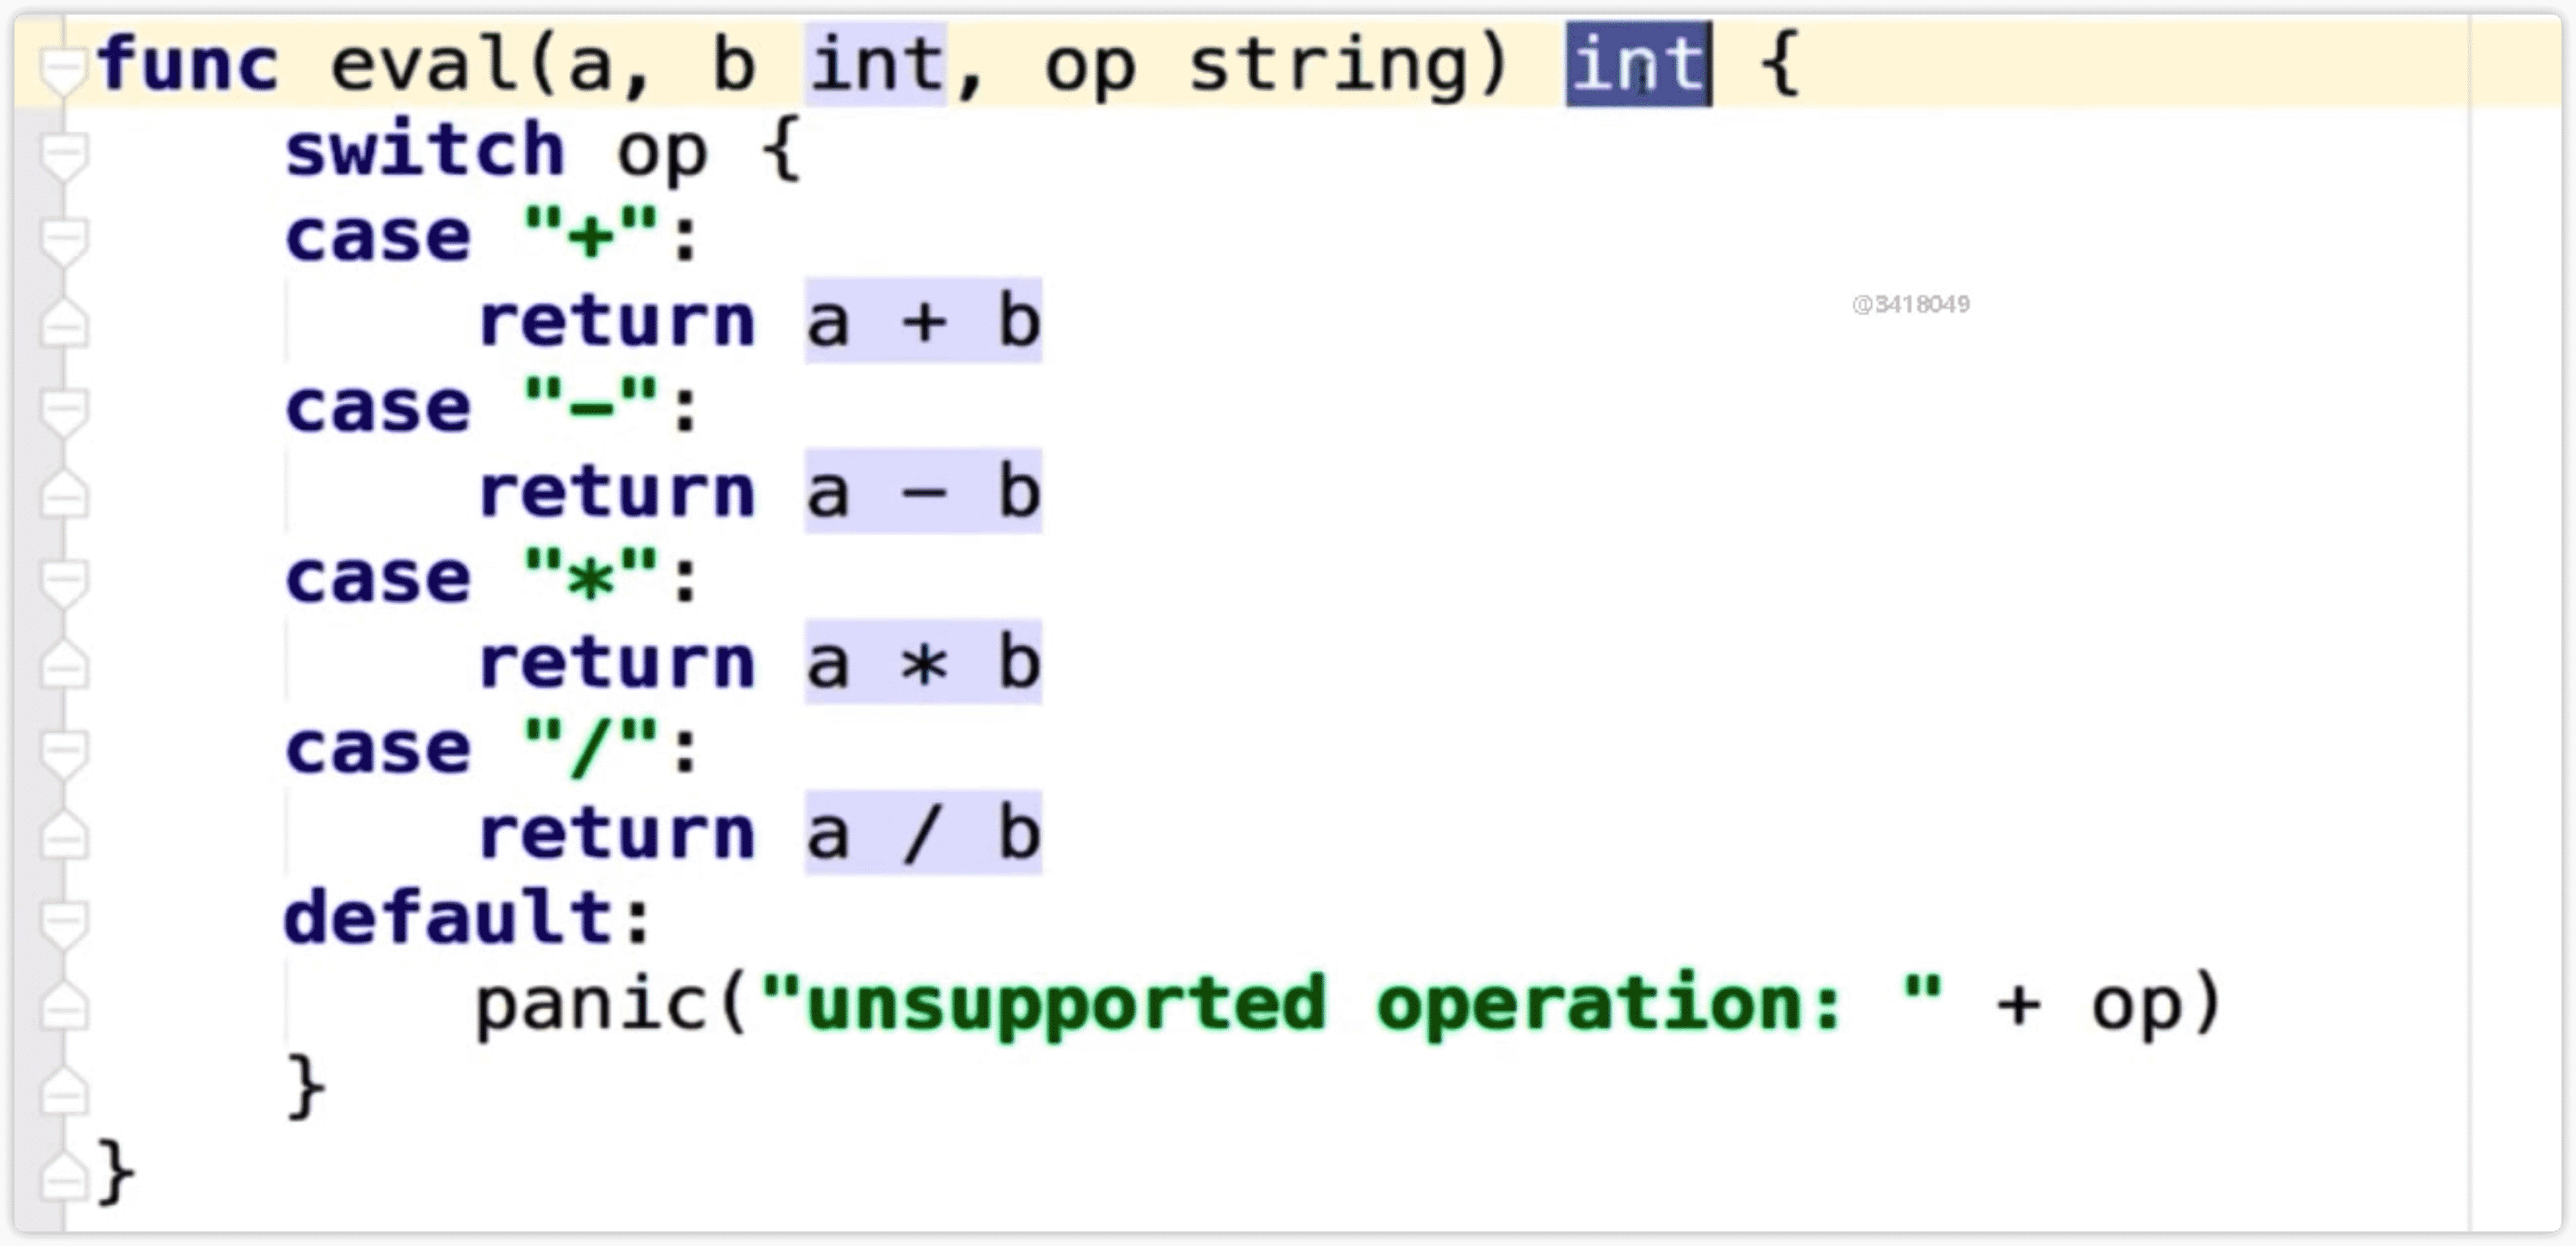 func eval(a, b int, op string) int {
switch op {
case "+":
return a + b
@3418049
case "-":
return a - b
case "*":
return a * b
case "/":
return a / b
default:
panic("unsupported operation: " + op)
}
}